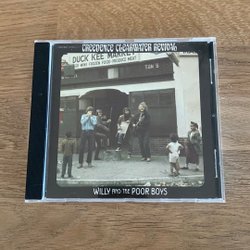 CREEDENCE CLEARWATER REVIVAL
DUCK KEE MARKET
WILLY AND THE POOR BOYS